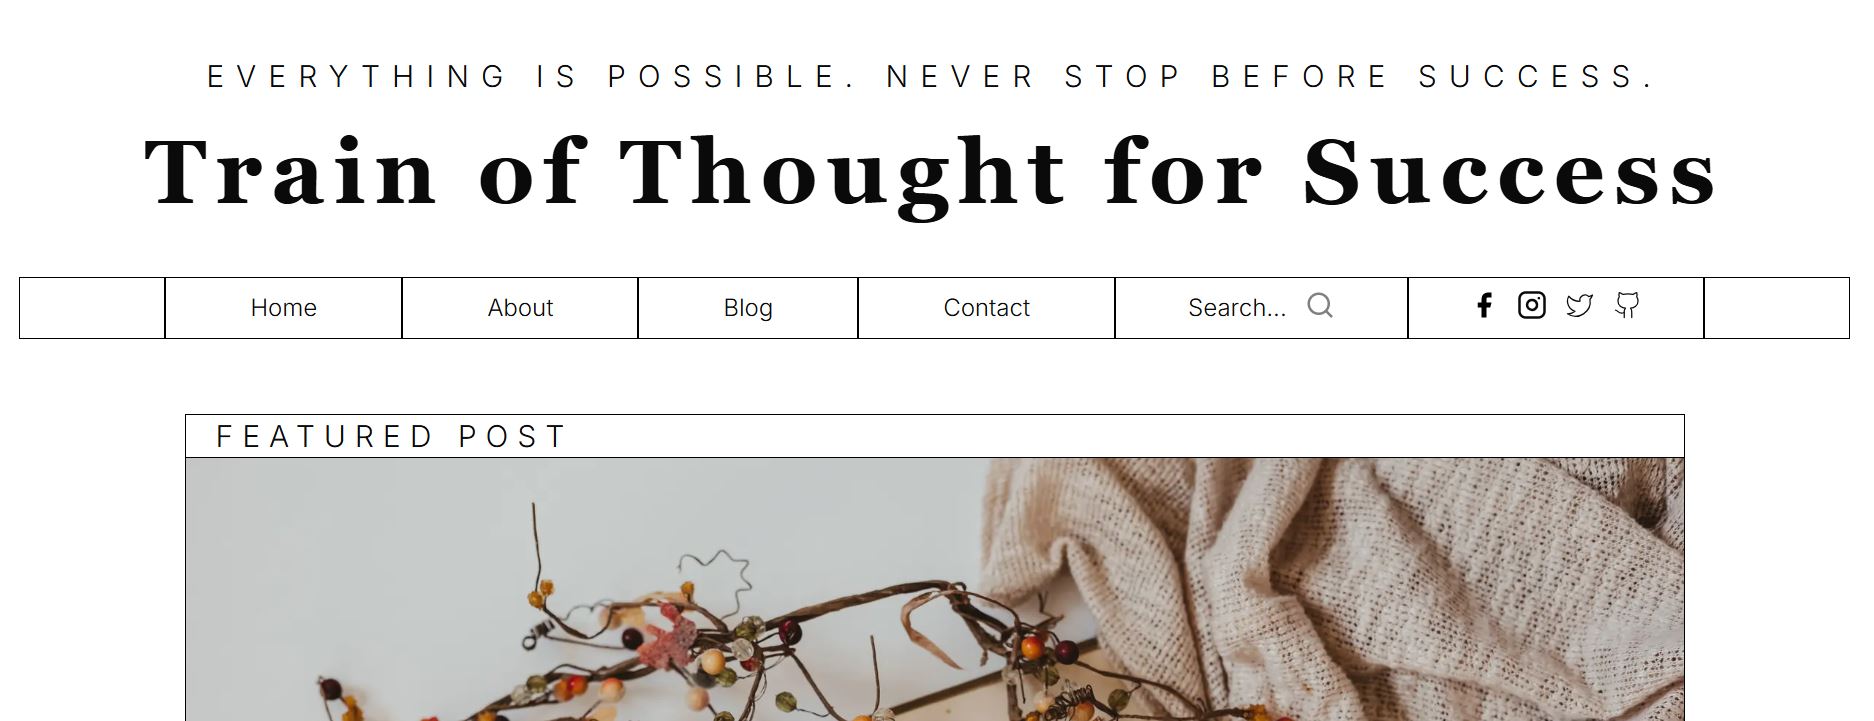 EVERYTHING IS POSSIBLE. NEVER STOP BEFORE SUCCESS.
Train of Thought for Success
Home About Blog Contact Search...
FEATURED POST